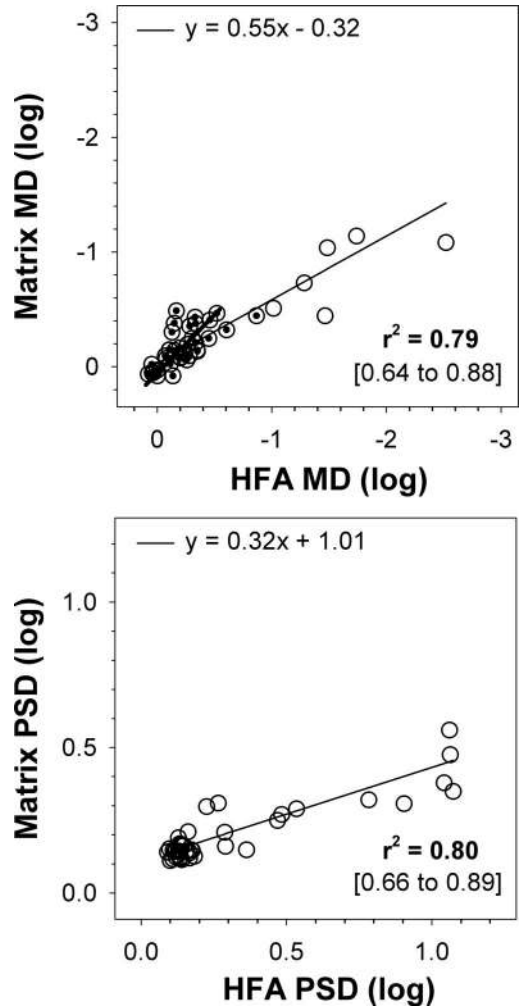 -3
y = 0.55x - 0.32
-2
Matrix MD (log)
-1
r² = 0.79
0
[0.64 to 0.88]
0 -1 -2 -3
HFA MD (log)
y = 0.32x + 1.01
1.0
Matrix PSD (log)
0.5
r² = 0.80
0.0
[0.66 to 0.89]
0.0 0.5 1.0
HFA PSD (log)